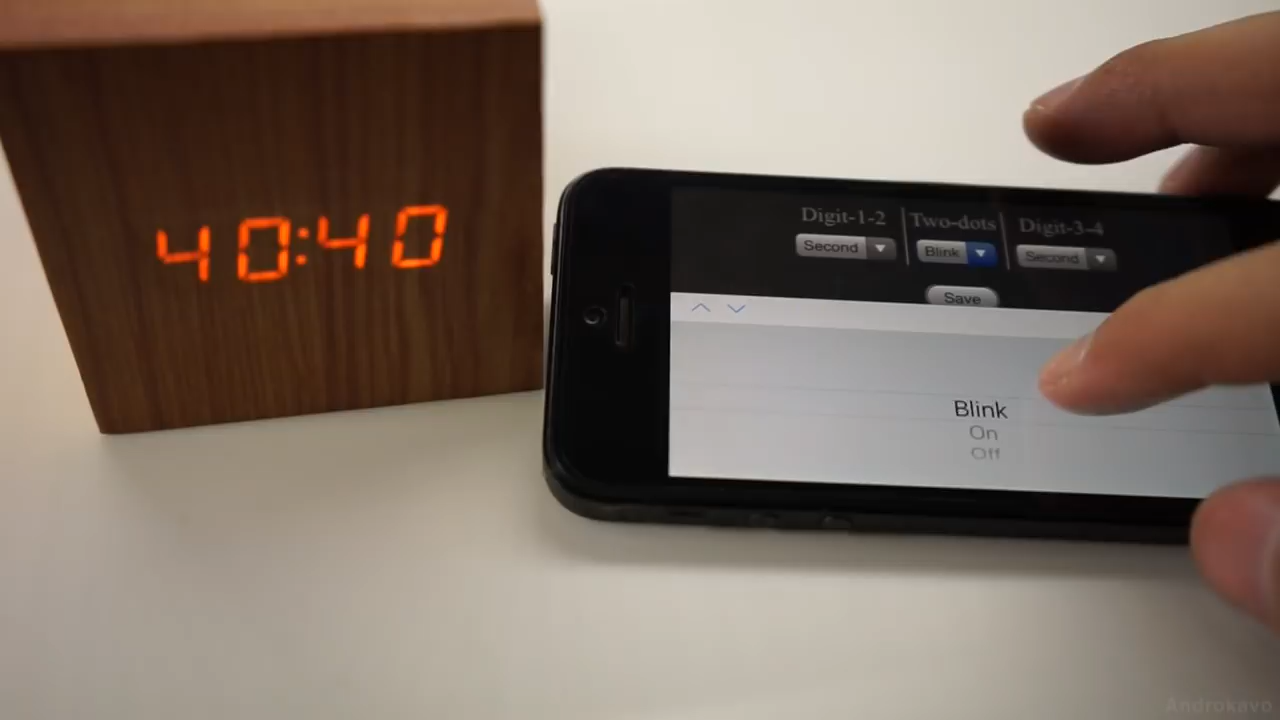 40:40
Digit-1-2 Two-dots Digit-3-4
Second Blink Second
Save
Blink
On
Off
Androkavo